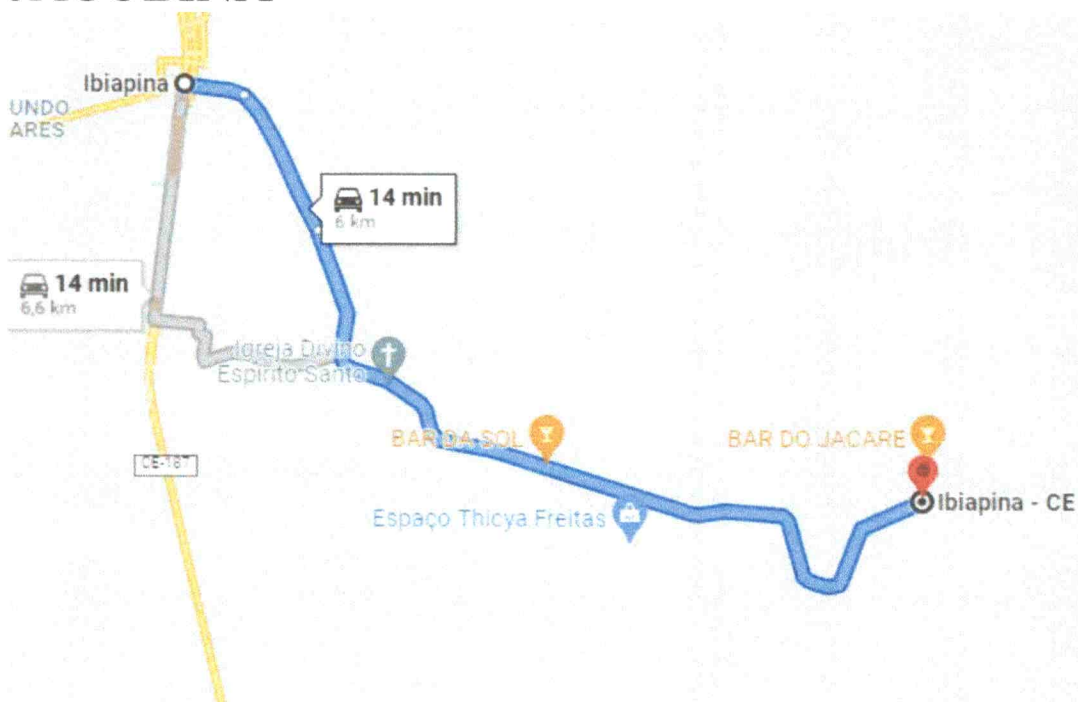 Ibiapina
UNDO
ARES
14 min
6 km
14 min
6,6 km
Igreja Divino
Espírito Santo
BAR DA SOL
BAR DO JACARE
CE-187
Ibiapina - CE
Espaço Thicya Freitas